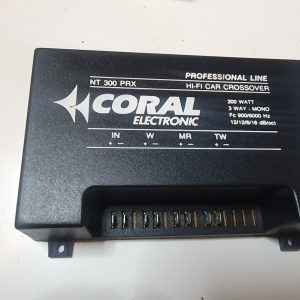 PROFESSIONAL LINE
NT 300 PRX HI-FI CAR CROSSOVER
CORAL
ELECTRONIC
200 WATT
3 WAY - MONO
Fc 900/6000 Hz
12/12/6/18 dB/oct
IN W MR TW
+ - + - + - + -